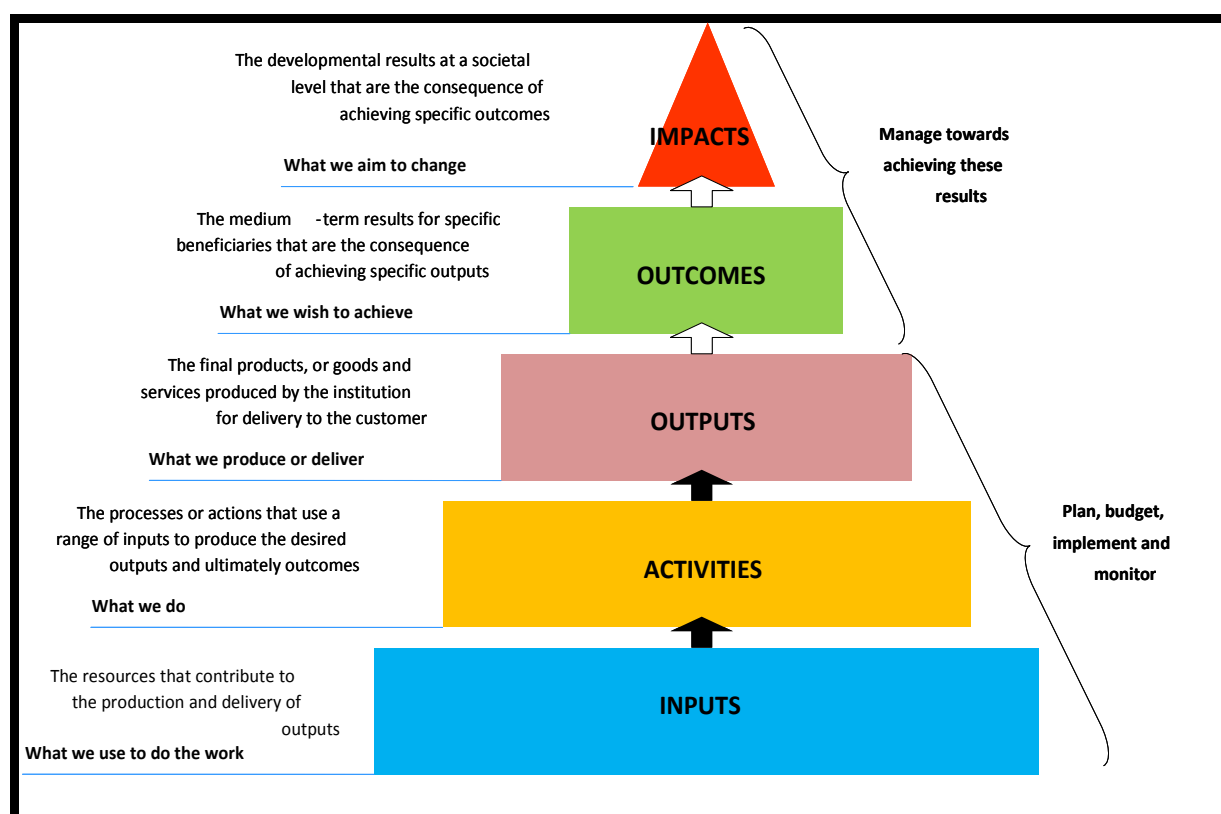 The developmental results at a societal
level that are the consequence of
achieving specific outcomes
What we aim to change
IMPACTS
Manage towards
achieving these
results
The medium -term results for specific
beneficiaries that are the consequence
of achieving specific outputs
What we wish to achieve
OUTCOMES
The final products, or goods and
services produced by the institution
for delivery to the customer
What we produce or deliver
OUTPUTS
The processes or actions that use a
range of inputs to produce the desired
outputs and ultimately outcomes
What we do
ACTIVITIES
Plan, budget,
implement and
monitor
The resources that contribute to
the production and delivery of
outputs
What we use to do the work
INPUTS